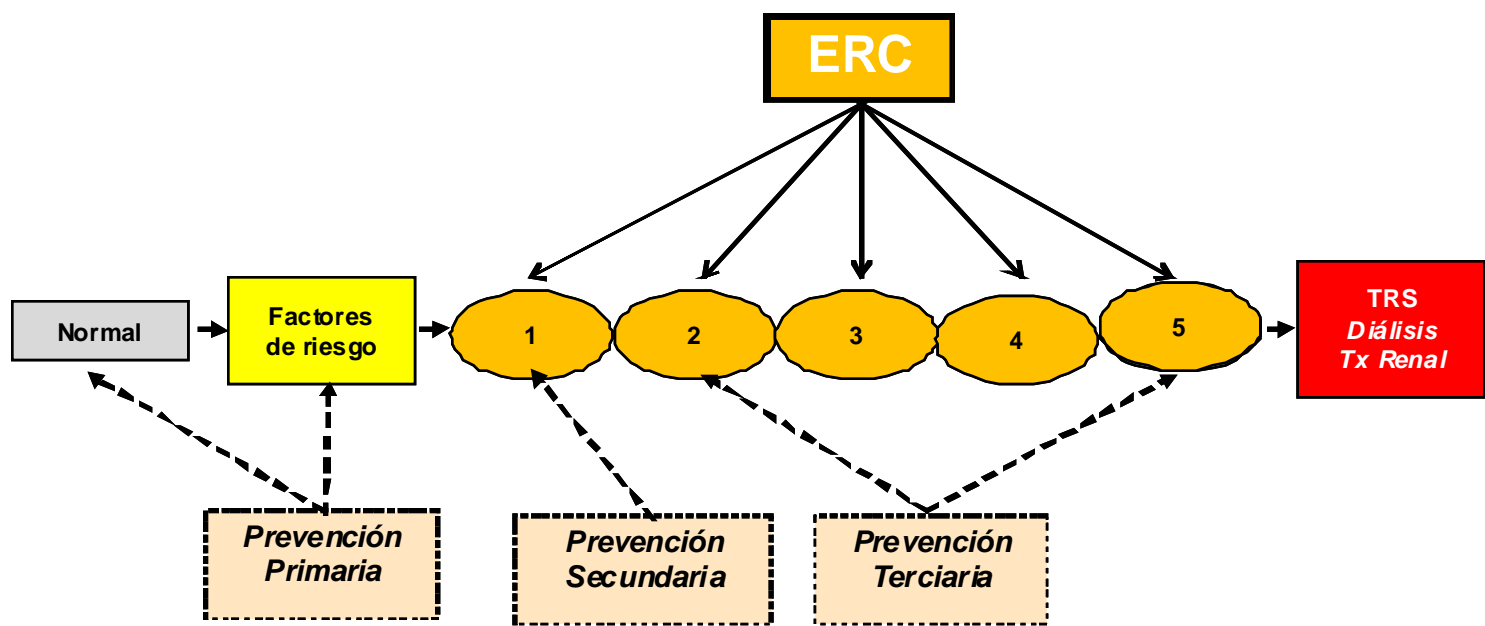 ERC
Normal
Factores
de riesgo
1
2
3
4
5
TRS
Diálisis
Tx Renal
Prevención
Primaria
Prevención
Secundaria
Prevención
Terciaria